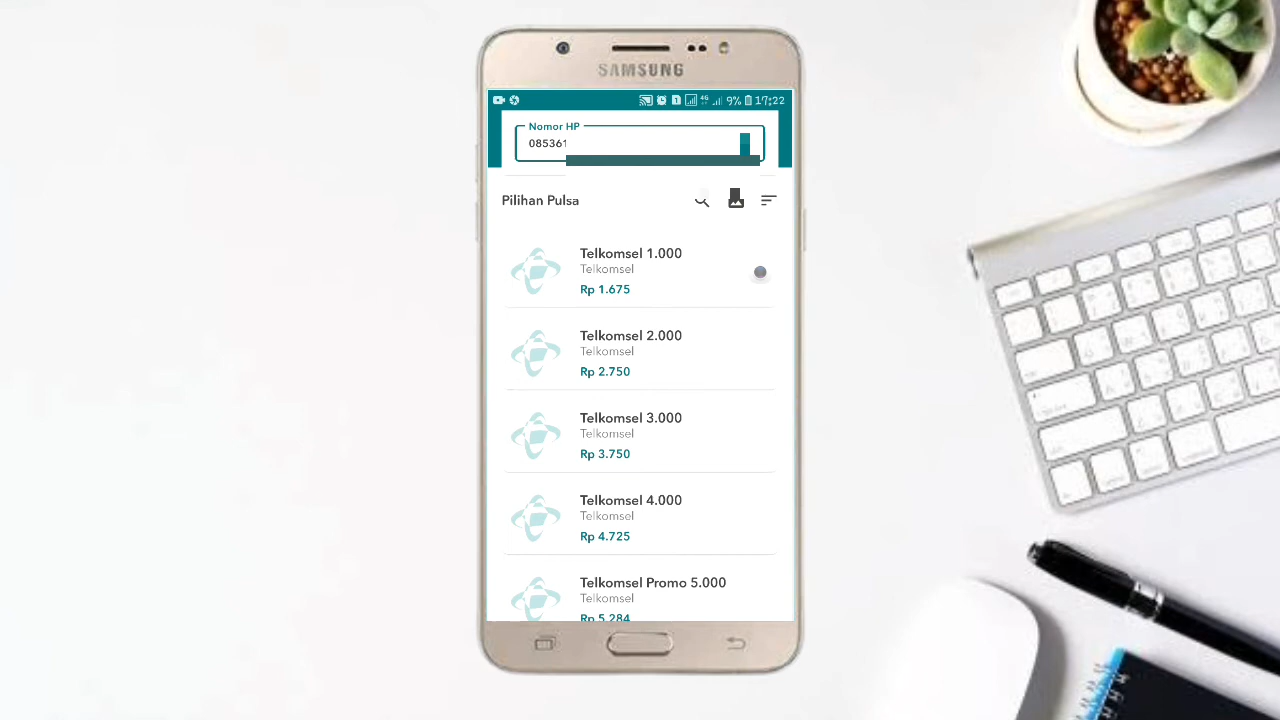 SAMSUNG
4G 9% 17:22
Nomor HP
085361
Pilihan Pulsa
Telkomsel 1.000
Telkomsel
Rp 1.675
Telkomsel 2.000
Telkomsel
Rp 2.750
Telkomsel 3.000
Telkomsel
Rp 3.750
Telkomsel 4.000
Telkomsel
Rp 4.725
Telkomsel Promo 5.000
Telkomsel
Rp 5.284